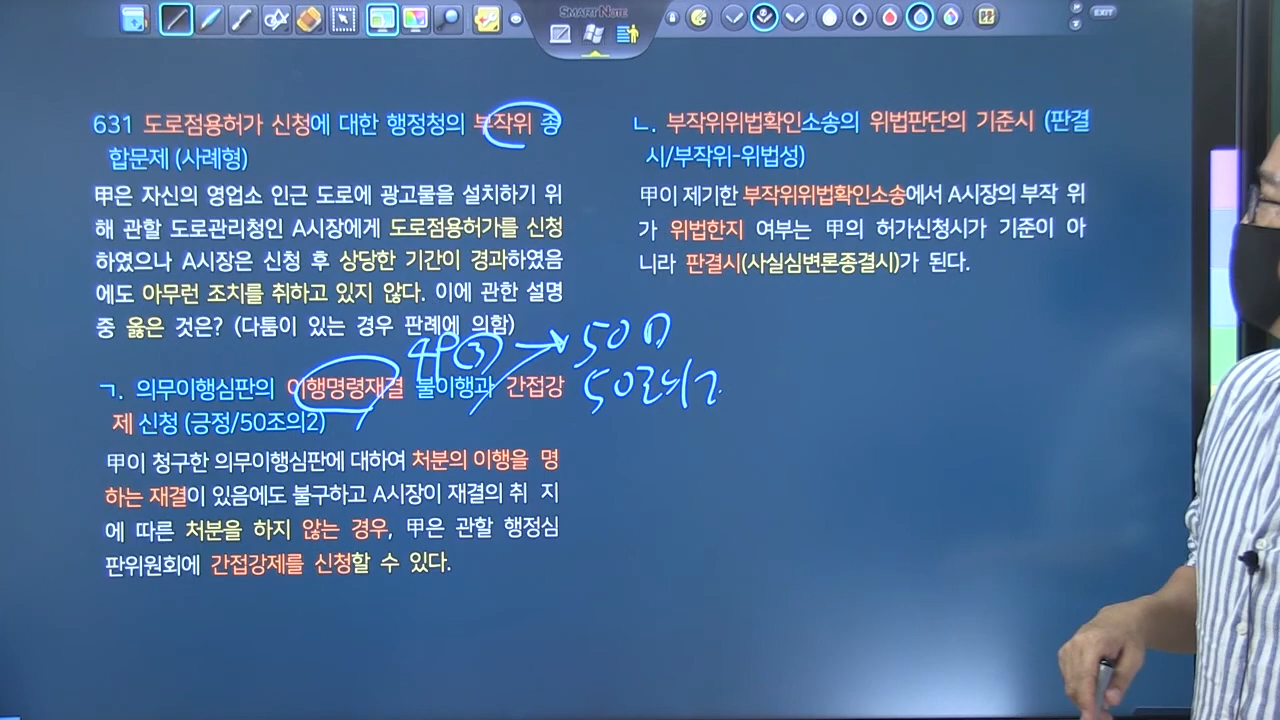 SMARTNOTE
EXIT
631 도로점용허가 신청에 대한 행정청의 부작위 종
합문제 (사례형)
甲은 자신의 영업소 인근 도로에 광고물을 설치하기 위
해 관할 도로관리청인 A시장에게 도로점용허가를 신청
하였으나 A시장은 신청 후 상당한 기간이 경과하였음
에도 아무런 조치를 취하고 있지 않다. 이에 관한 설명
중 옳은 것은? (다툼이 있는 경우 판례에 의함)
ㄱ. 의무이행심판의 이행명령재결 불이행과 간접강
제 신청 (긍정/50조의2)
甲이 청구한 의무이행심판에 대하여 처분의 이행을 명
하는 재결이 있음에도 불구하고 A시장이 재결의 취 지
에 따른 처분을 하지 않는 경우, 甲은 관할 행정심
판위원회에 간접강제를 신청할 수 있다.
ㄴ. 부작위위법확인소송의 위법판단의 기준시 (판결
시/부작위-위법성)
甲이 제기한 부작위위법확인소송에서 A시장의 부작 위
가 위법한지 여부는 甲의 허가신청시가 기준이 아
니라 판결시(사실심변론종결시)가 된다.